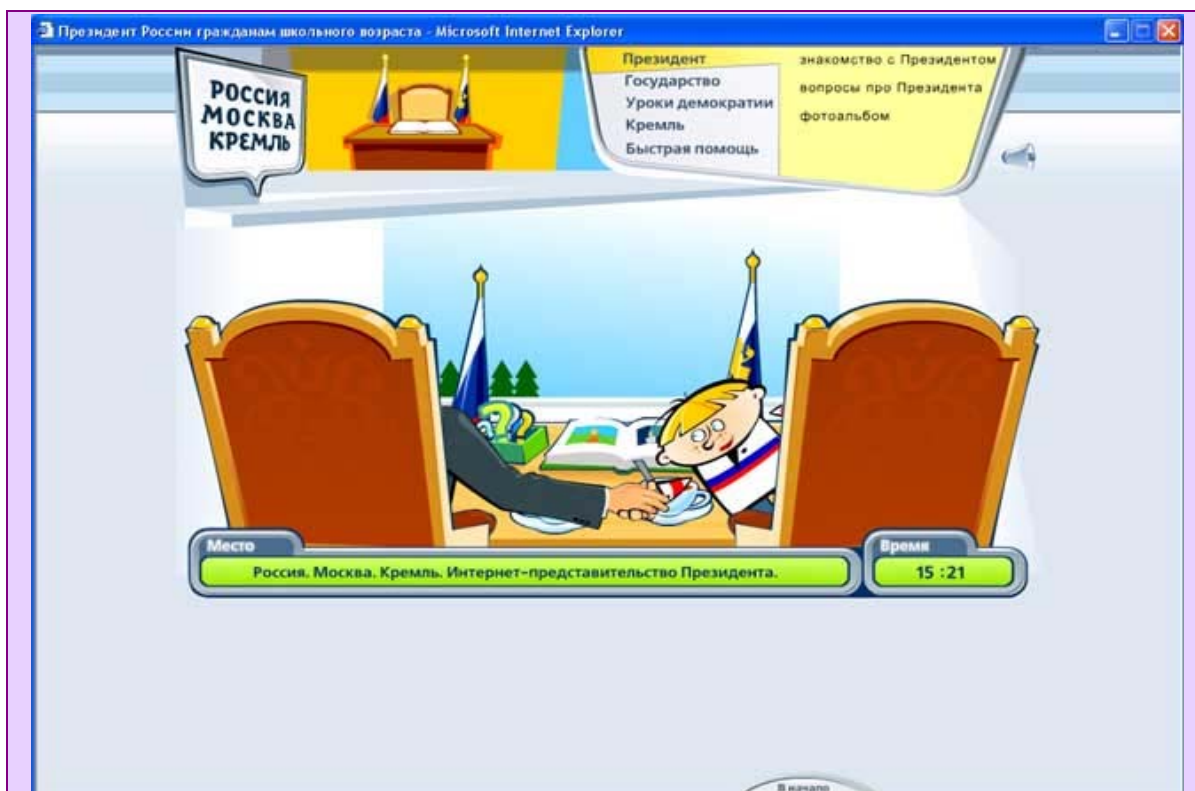 Президент России гражданам школьного возраста - Microsoft Internet Explorer
РОССИЯ
МОСКВА
КРЕМЛЬ
Президент
Государство
Уроки демократии
Кремль
Быстрая помощь
знакомство с Президентом
вопросы про Президента
фотоальбом
Место
Россия. Москва. Кремль. Интернет-представительство Президента.
Время
15 :21
В начало